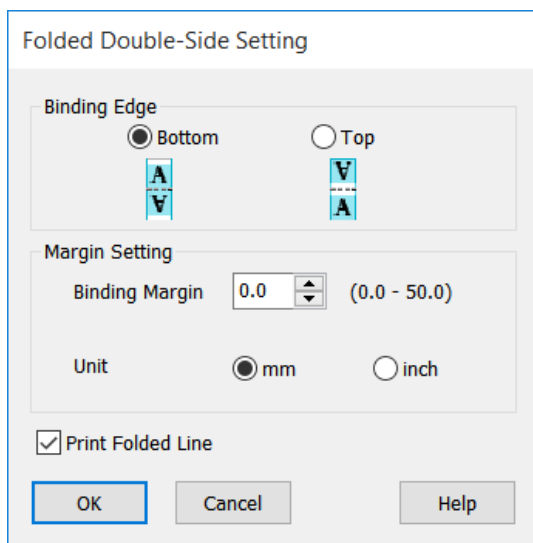 Folded Double-Side Setting
Binding Edge
Bottom Top
A A
A A
Margin Setting
Binding Margin 0.0 (0.0 - 50.0)
Unit mm inch
Print Folded Line
OK Cancel Help